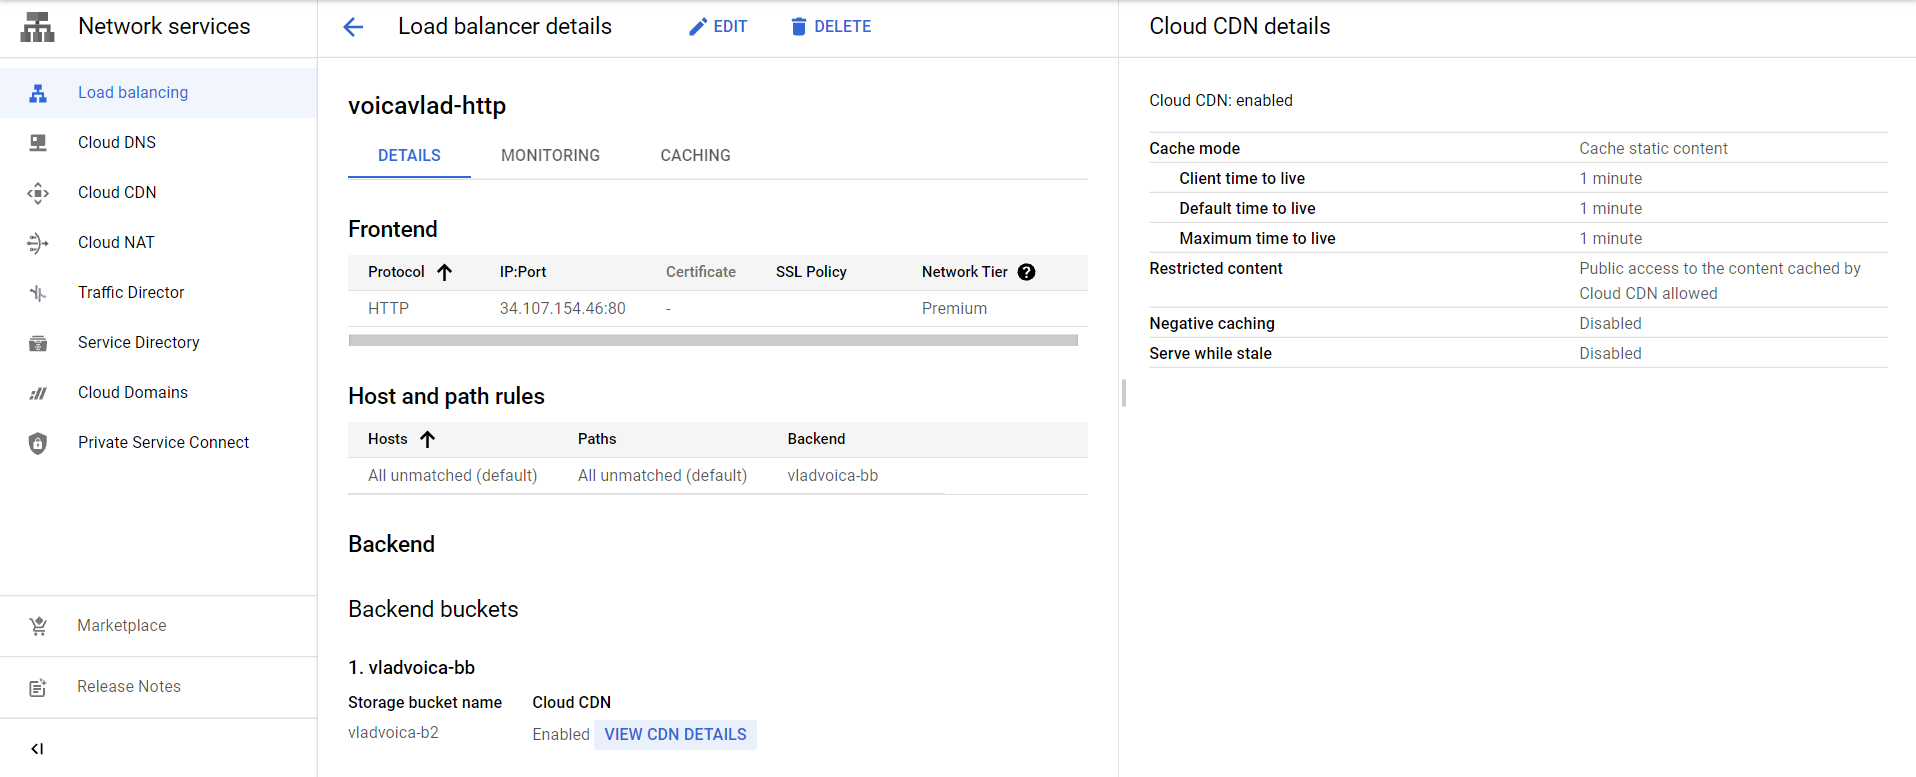 Network services
Load balancing
Cloud DNS
Cloud CDN
Cloud NAT
Traffic Director
Service Directory
Cloud Domains
Private Service Connect
Marketplace
Release Notes
Load balancer details
EDIT
DELETE
voicavlad-http
DETAILS MONITORING CACHING
Frontend
Protocol IP:Port Certificate SSL Policy Network Tier
HTTP 34.107.154.46:80 - Premium
Host and path rules
Hosts Paths Backend
All unmatched (default) All unmatched (default) vladvoica-bb
Backend
Backend buckets
1. vladvoica-bb
Storage bucket name Cloud CDN
vladvoica-b2 Enabled VIEW CDN DETAILS
Cloud CDN details
Cloud CDN: enabled
Cache mode Cache static content
Client time to live 1 minute
Default time to live 1 minute
Maximum time to live 1 minute
Restricted content Public access to the content cached by
Cloud CDN allowed
Negative caching Disabled
Serve while stale Disabled